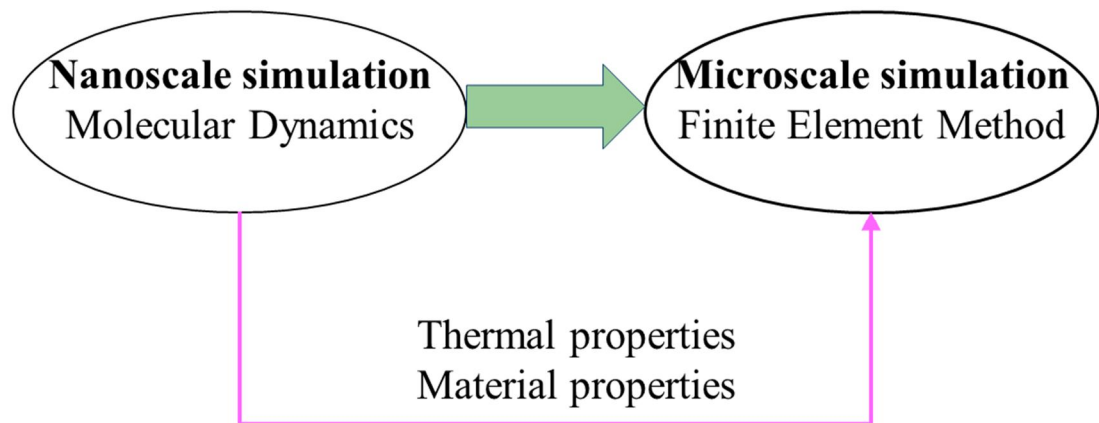 Nanoscale simulation
Molecular Dynamics
Microscale simulation
Finite Element Method
Thermal properties
Material properties